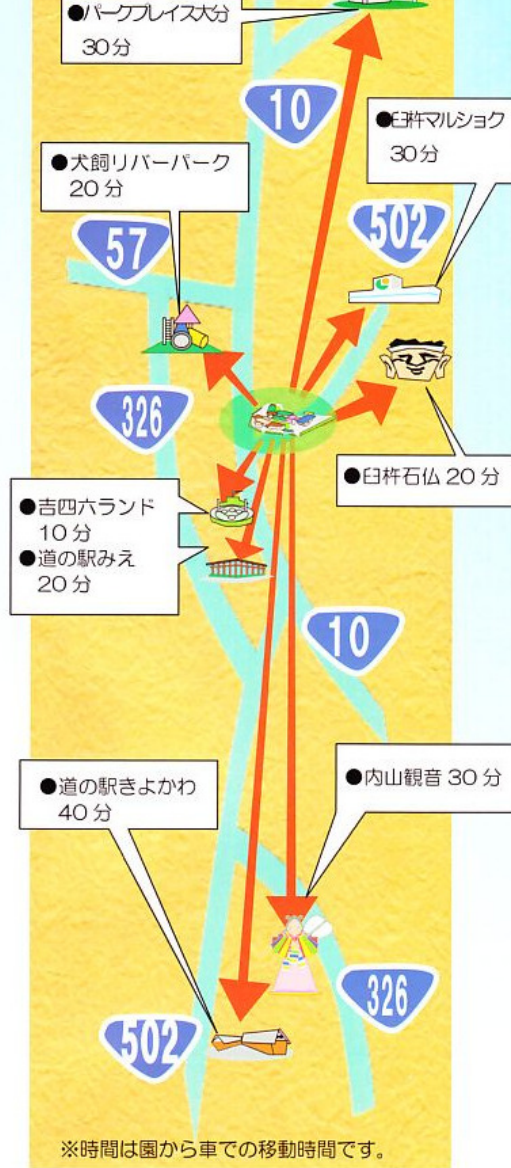 ●パークプレイス大分
30分
10
●臼杵マルショク
30分
●犬飼リバーパーク
20分
502
57
326
●臼杵石仏 20分
●吉四六ランド
10分
●道の駅みえ
20分
10
●道の駅きよかわ
40分
●内山観音 30分
326
502
※時間は園から車での移動時間です。